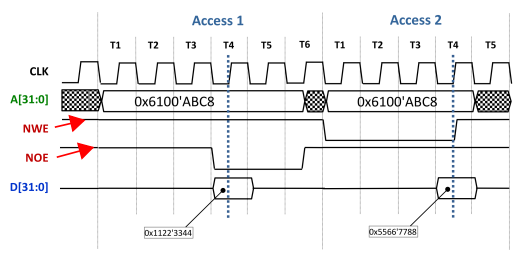 Access 1 Access 2
T1 T2 T3 T4 T5 T6 T1 T2 T3 T4 T5
CLK
A[31:0] 0x6100'ABC8 0x6100'ABC8
NWE
NOE
D[31:0]
0x1122'3344 0x5566'7788